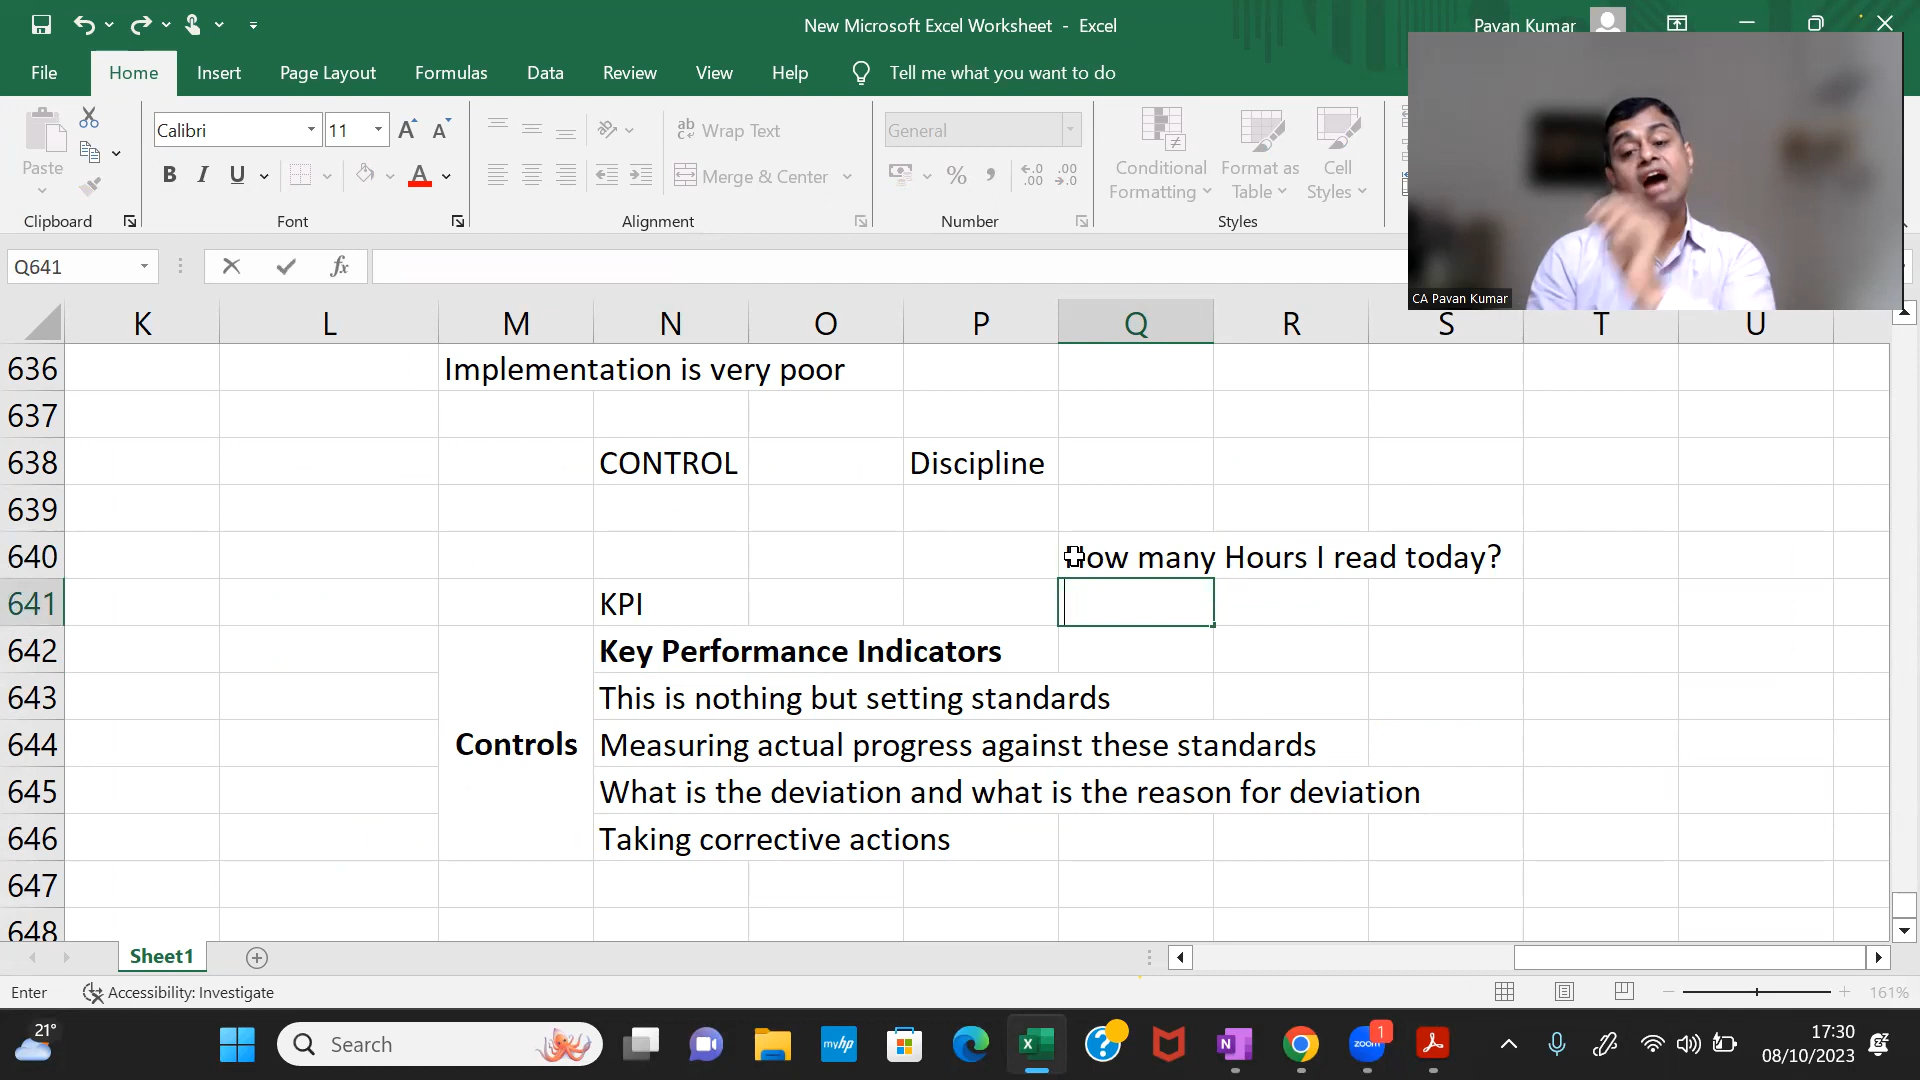 New Microsoft Excel Worksheet - Excel
Pavan Kumar
File Home Insert Page Layout Formulas Data Review View Help Tell me what you want to do
Calibri 11 Wrap Text General
Paste B I U A Merge & Center % Conditional Formatting Format as Table Cell Styles
Clipboard Font Alignment Number Styles
CA Pavan Kumar
Q641 fx
K L M N O P Q R S T U
636 Implementation is very poor
637
638 CONTROL Discipline
639
640 How many Hours I read today?
641 KPI
642 Key Performance Indicators
643 This is nothing but setting standards
644 Controls Measuring actual progress against these standards
645 What is the deviation and what is the reason for deviation
646 Taking corrective actions
647
648
Sheet1
Enter Accessibility: Investigate 161%
21° Search myhp zoom 1 17:30
08/10/2023